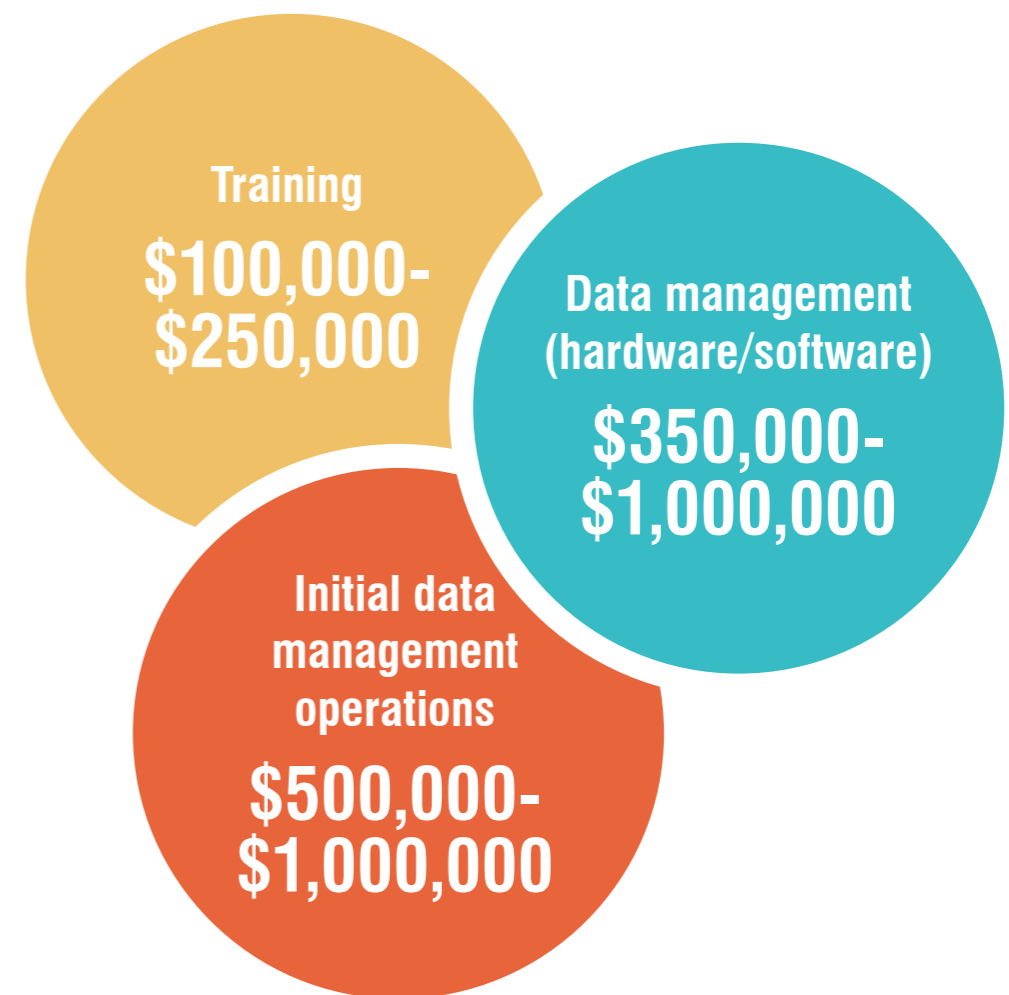 Training
$100,000-
$250,000
Data management
(hardware/software)
$350,000-
$1,000,000
Initial data
management
operations
$500,000-
$1,000,000